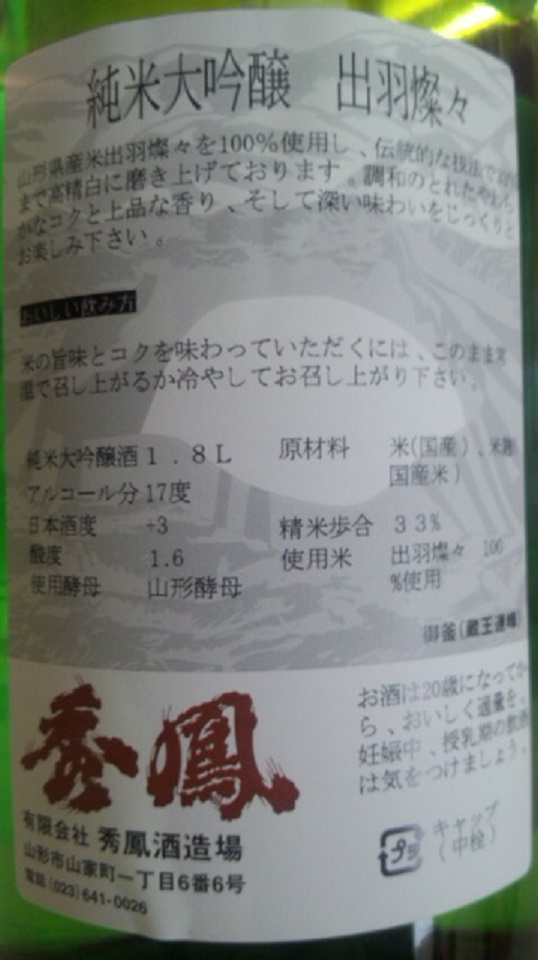 純米大吟醸　出羽燦々
山形県産米出羽燦々を100%使用し、伝統的な技法で
まで高精白に磨き上げております。調和のとれたやわら
かなコクと上品な香り、そして深い味わいをじっくりと
お楽しみ下さい。
おいしい飲み方
米の旨味とコクを味わっていただくには、このまま常
温で召し上がるか冷やしてお召し上がり下さい。
純米大吟醸酒 1.8L 原材料 米(国産)、米麹
国産米)
アルコール分 17度
日本酒度 +3 精米歩合 33%
酸度 1.6 使用米 出羽燦々 100
%使用
使用酵母 山形酵母
御釜(蔵王連峰)
お酒は20歳になってか
ら、おいしく適量を。
妊娠中、授乳期の飲酒
は気をつけましょう。
秀鳳
有限会社 秀鳳酒造場
山形市山家町一丁目6番6号
電話(023)641-0026
プラ
キャップ
(中栓)